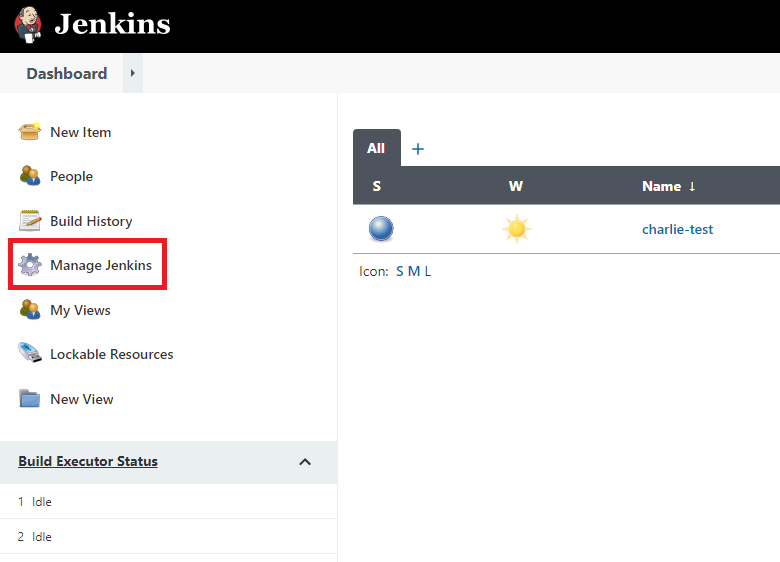 Jenkins
Dashboard
New Item
People
Build History
Manage Jenkins
My Views
Lockable Resources
New View
Build Executor Status
1 Idle
2 Idle
All +
S W Name ↓
charlie-test
Icon: S M L